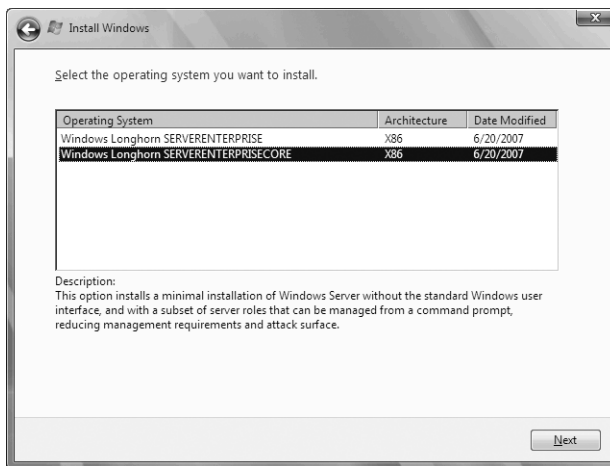 Install Windows
Select the operating system you want to install.
Operating System Architecture Date Modified
Windows Longhorn SERVERENTERPRISE X86 6/20/2007
Windows Longhorn SERVERENTERPRISECORE X86 6/20/2007
Description:
This option installs a minimal installation of Windows Server without the standard Windows user
interface, and with a subset of server roles that can be managed from a command prompt,
reducing management requirements and attack surface.
Next